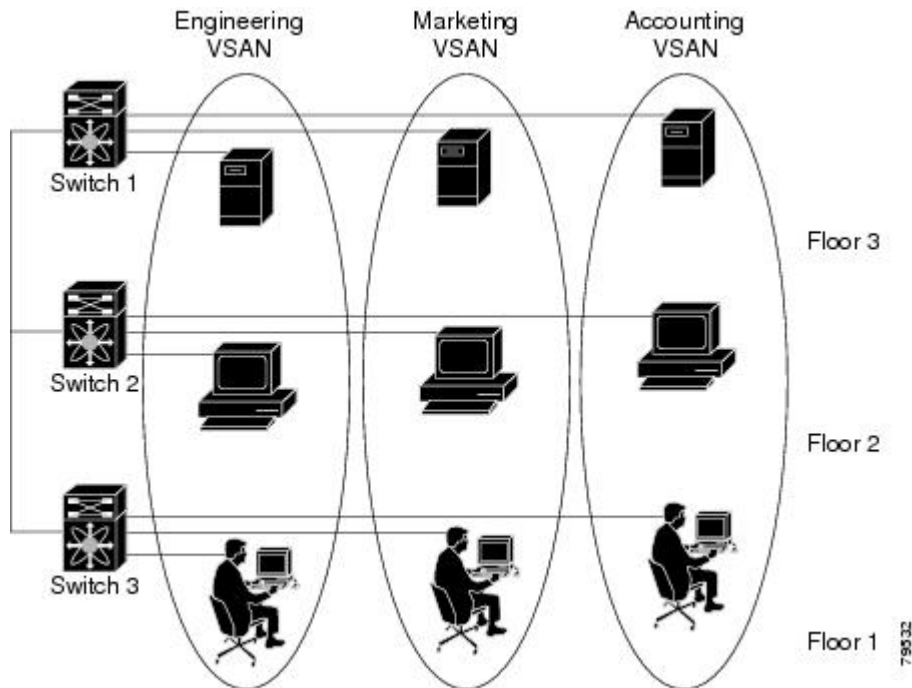 Engineering
VSAN
Marketing
VSAN
Accounting
VSAN
Switch 1
Floor 3
Switch 2
Floor 2
Switch 3
Floor 1
79532